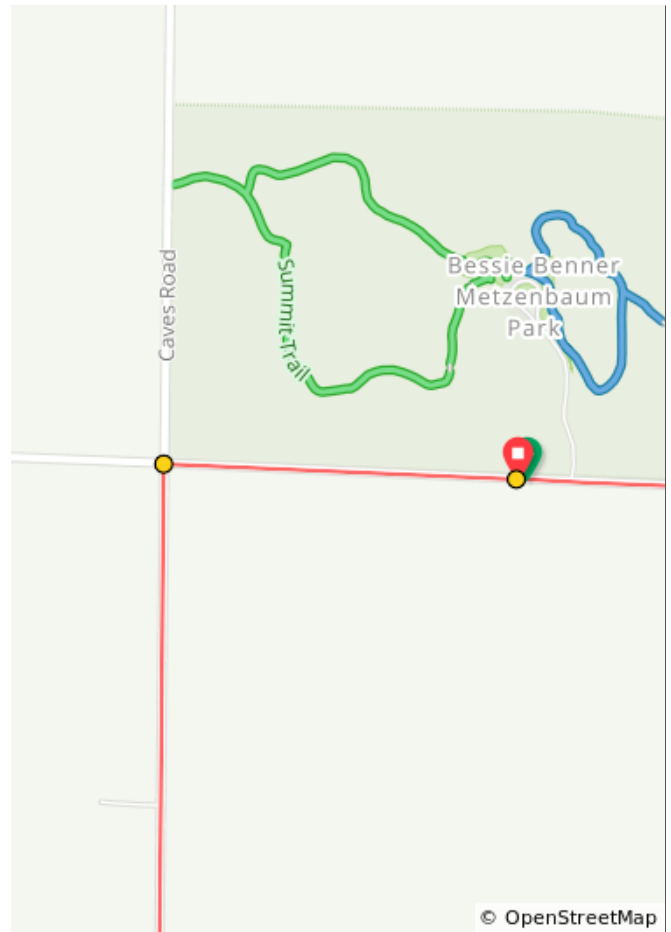 Bessie Benner
Metzenbaum
Park
Caves Road
Summit Trail
© OpenStreetMap